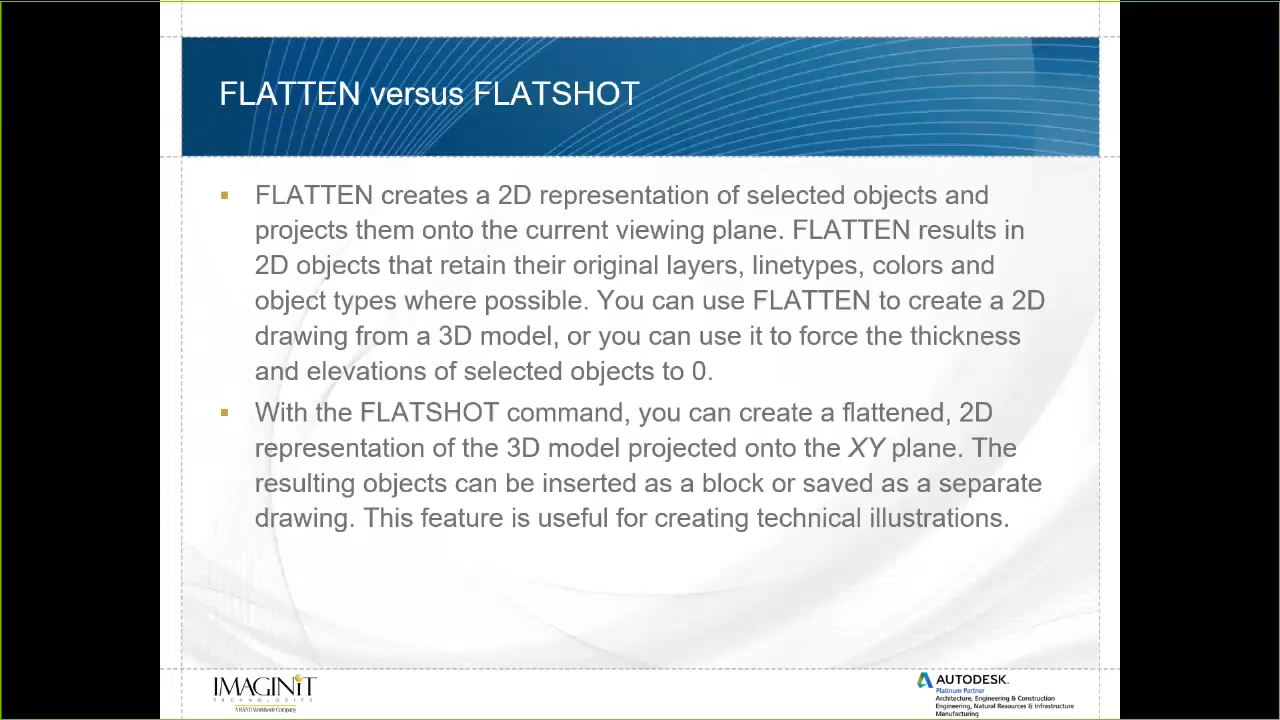 FLATTEN versus FLATSHOT
▪ FLATTEN creates a 2D representation of selected objects and
projects them onto the current viewing plane. FLATTEN results in
2D objects that retain their original layers, linetypes, colors and
object types where possible. You can use FLATTEN to create a 2D
drawing from a 3D model, or you can use it to force the thickness
and elevations of selected objects to 0.
▪ With the FLATSHOT command, you can create a flattened, 2D
representation of the 3D model projected onto the XY plane. The
resulting objects can be inserted as a block or saved as a separate
drawing. This feature is useful for creating technical illustrations.
IMAGINiT
TECHNOLOGIES
A RAND Worldwide Company
AUTODESK.
Platinum Partner
Architecture, Engineering & Construction
Engineering, Natural Resources & Infrastructure
Manufacturing